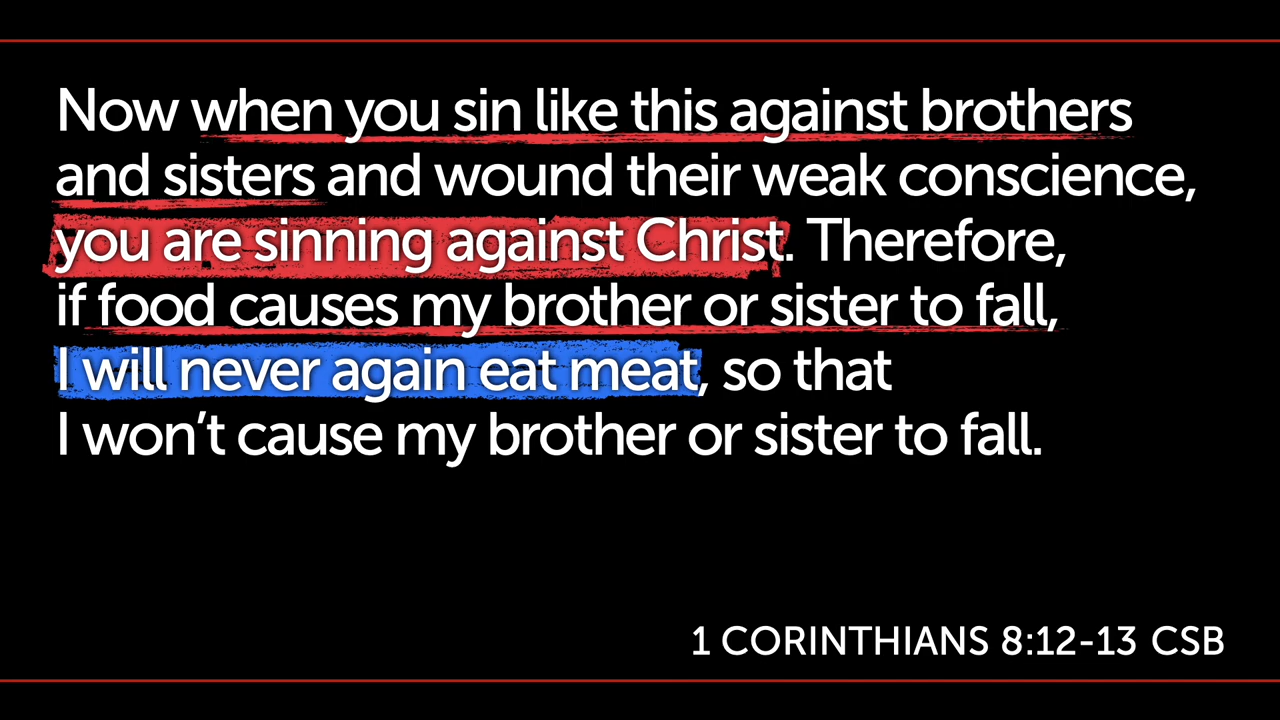 Now when you sin like this against brothers
and sisters and wound their weak conscience,
you are sinning against Christ. Therefore,
if food causes my brother or sister to fall,
I will never again eat meat, so that
I won’t cause my brother or sister to fall.
1 CORINTHIANS 8:12-13 CSB